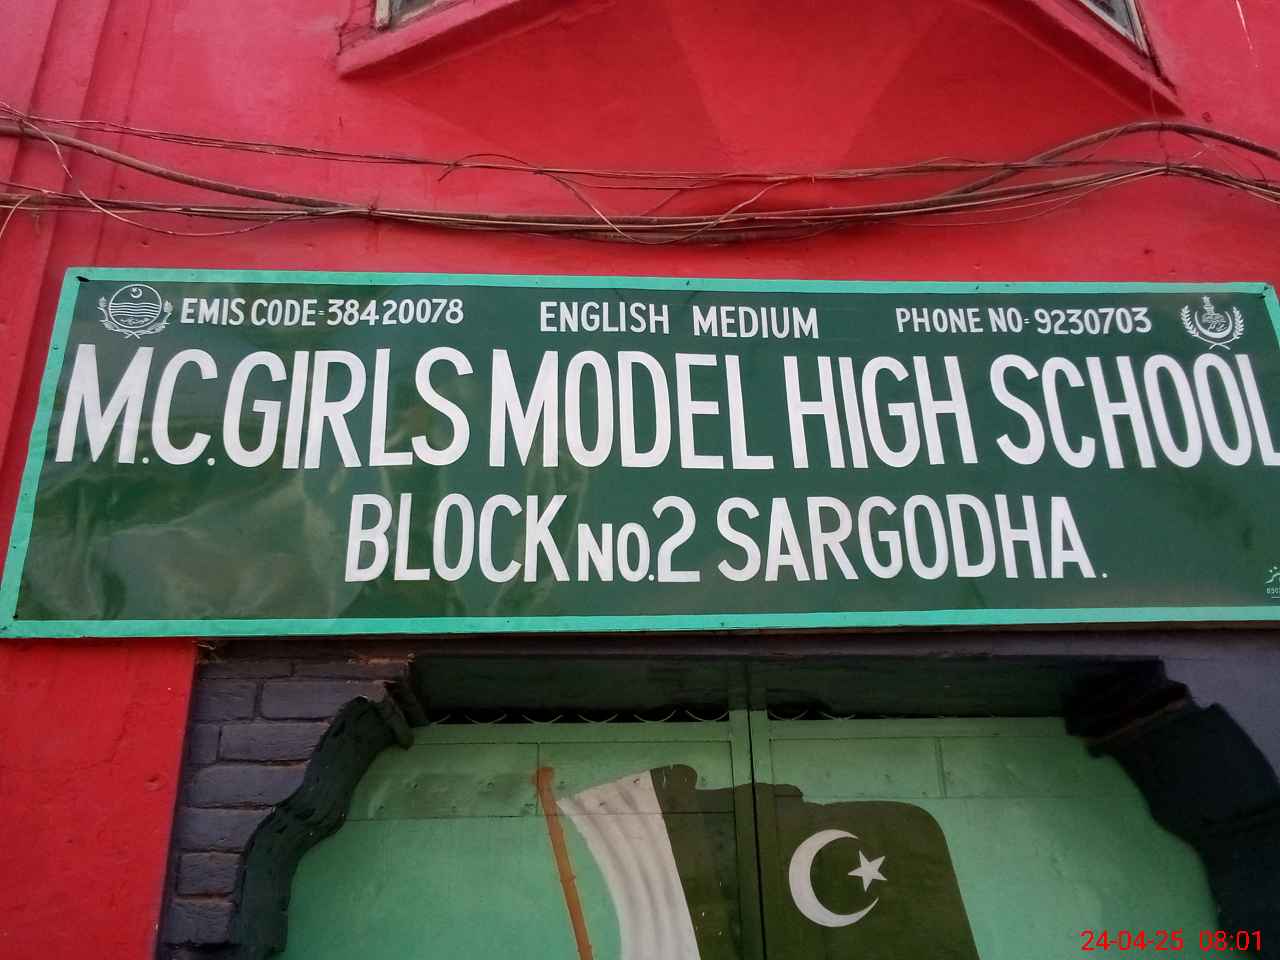 EMIS CODE=38420078 ENGLISH MEDIUM PHONE NO=9230703
M.C.GIRLS MODEL HIGH SCHOOL
BLOCK NO.2 SARGODHA.
24-04-25 08:01